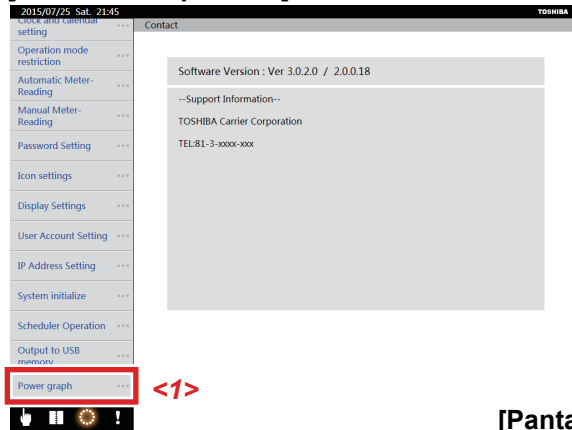 2015/07/25 Sat. 21:45
TOSHIBA
Clock and calendar
setting
Contact
Operation mode
restriction
Automatic Meter-
Reading
Manual Meter-
Reading
Password Setting
Icon settings
Display Settings
User Account Setting
IP Address Setting
System initialize
Scheduler Operation
Output to USB
memory
Power graph
Software Version : Ver 3.0.2.0 / 2.0.0.18
--Support Information--
TOSHIBA Carrier Corporation
TEL:81-3-xxxx-xxx
<1>
[Panta